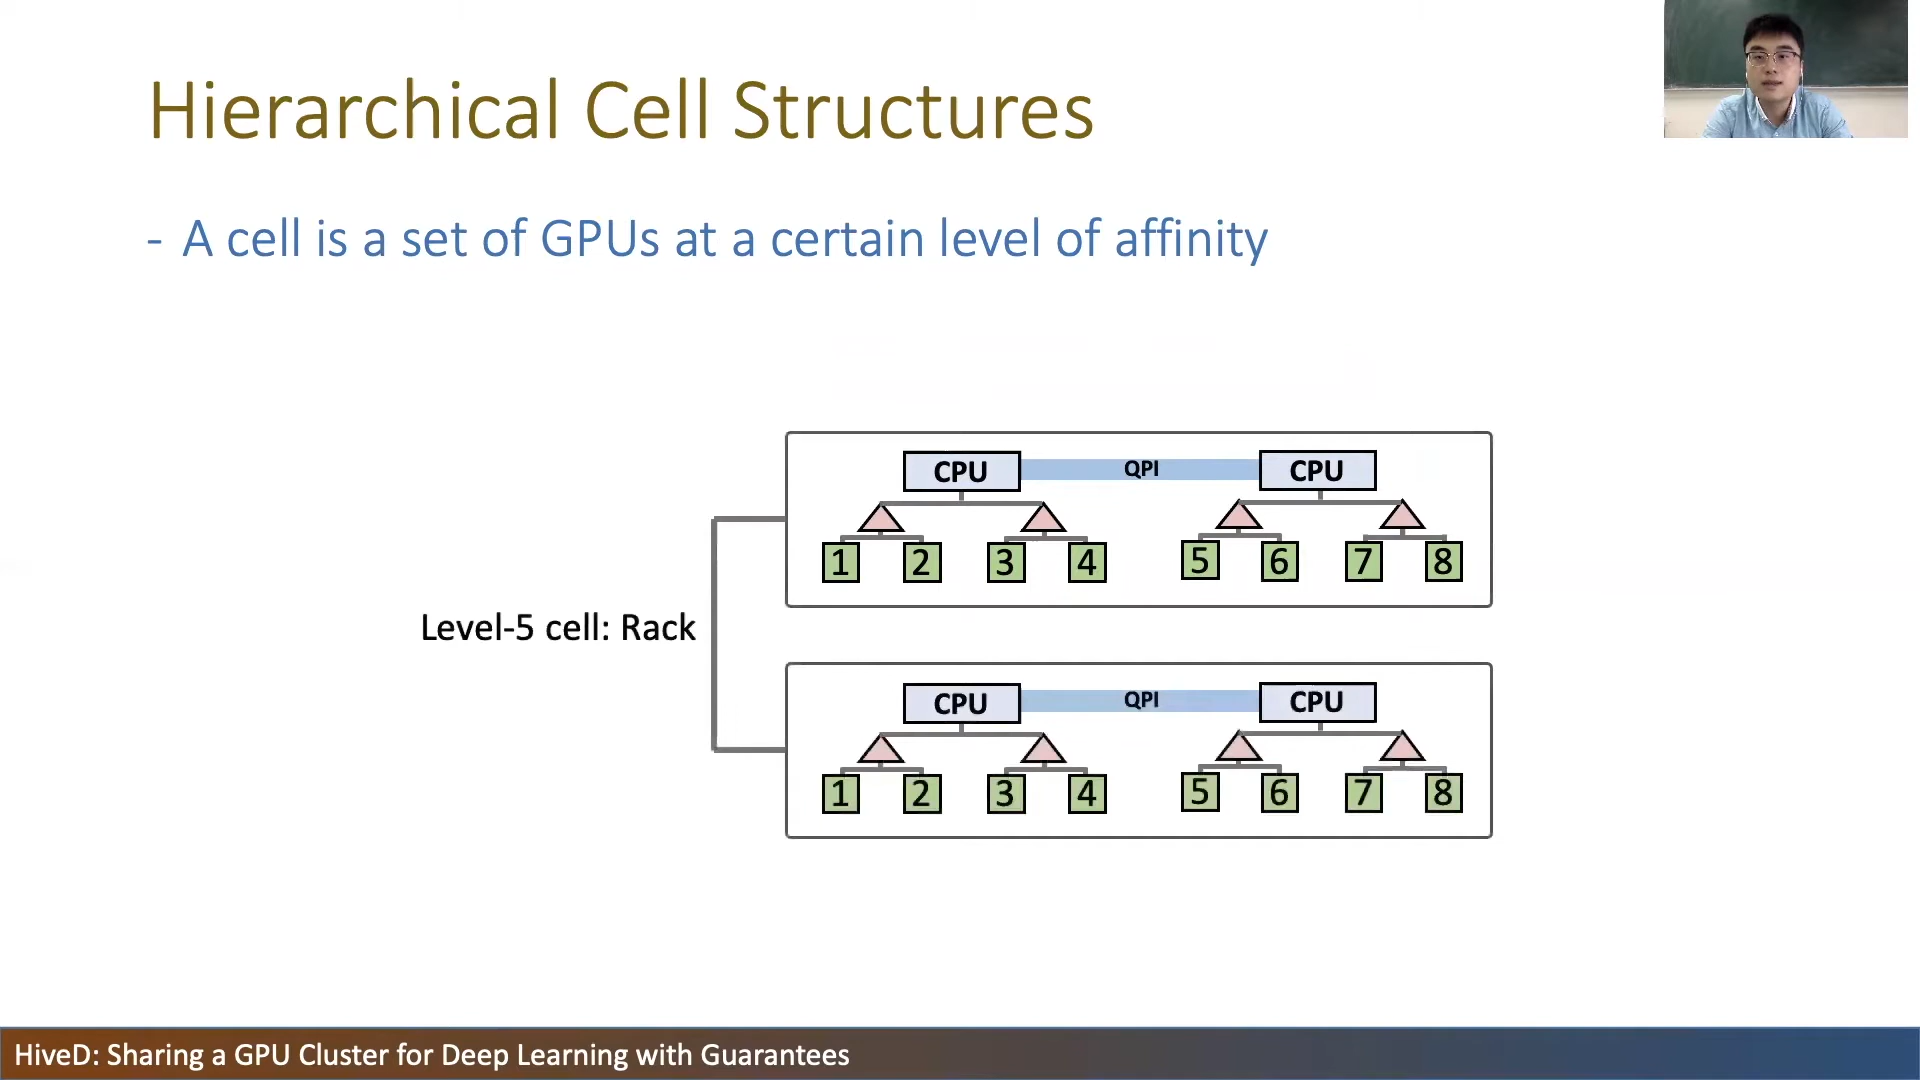 Hierarchical Cell Structures
- A cell is a set of GPUs at a certain level of affinity
CPU QPI CPU
1 2 3 4 5 6 7 8
Level-5 cell: Rack
CPU QPI CPU
1 2 3 4 5 6 7 8
HiveD: Sharing a GPU Cluster for Deep Learning with Guarantees